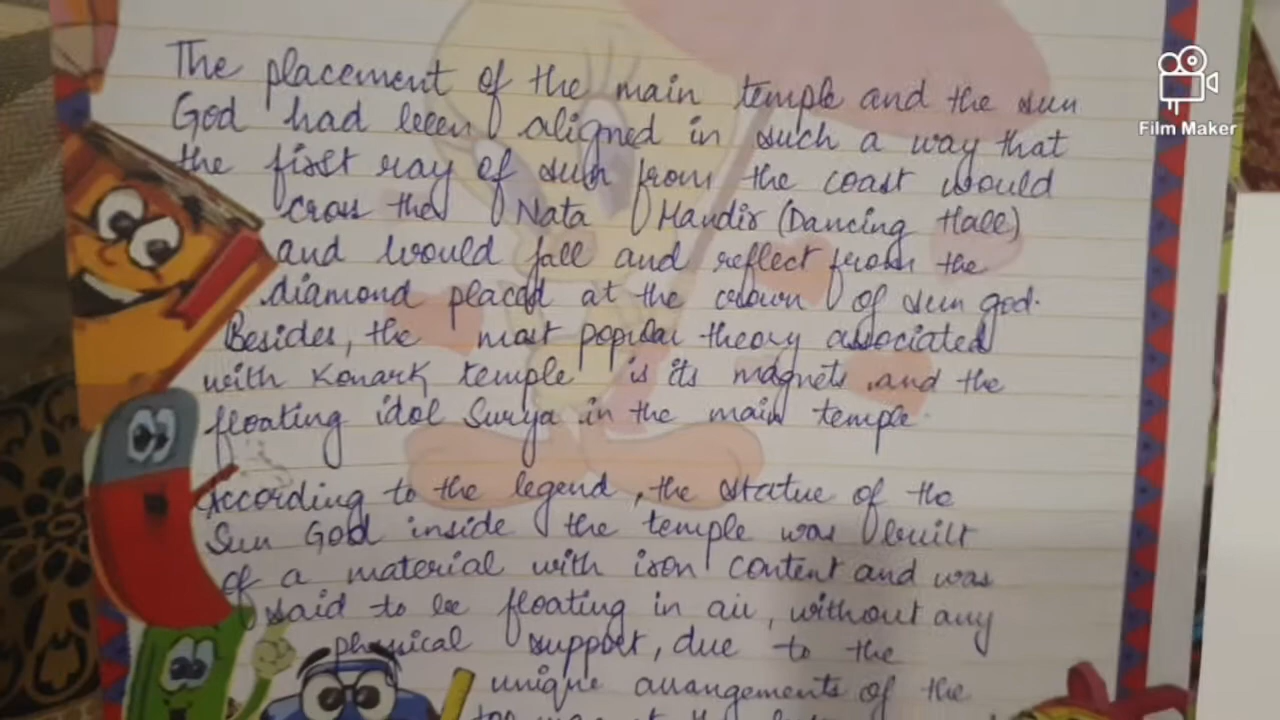 The placement of the main temple and the sun
God had been aligned in such a way that
the first ray of sun from the coast would
cross the Nata Mandir (Dancing Hall)
and would fall and reflect from the
diamond placed at the crown of sun god.
Besides, the most popular theory associated
with Konark temple is its magnets and the
floating idol Surya in the main temple.
According to the legend, the statue of the
Sun God inside the temple was built
of a material with iron content and was
said to be floating in air, without any
physical support, due to the
unique arrangements of the
Film Maker